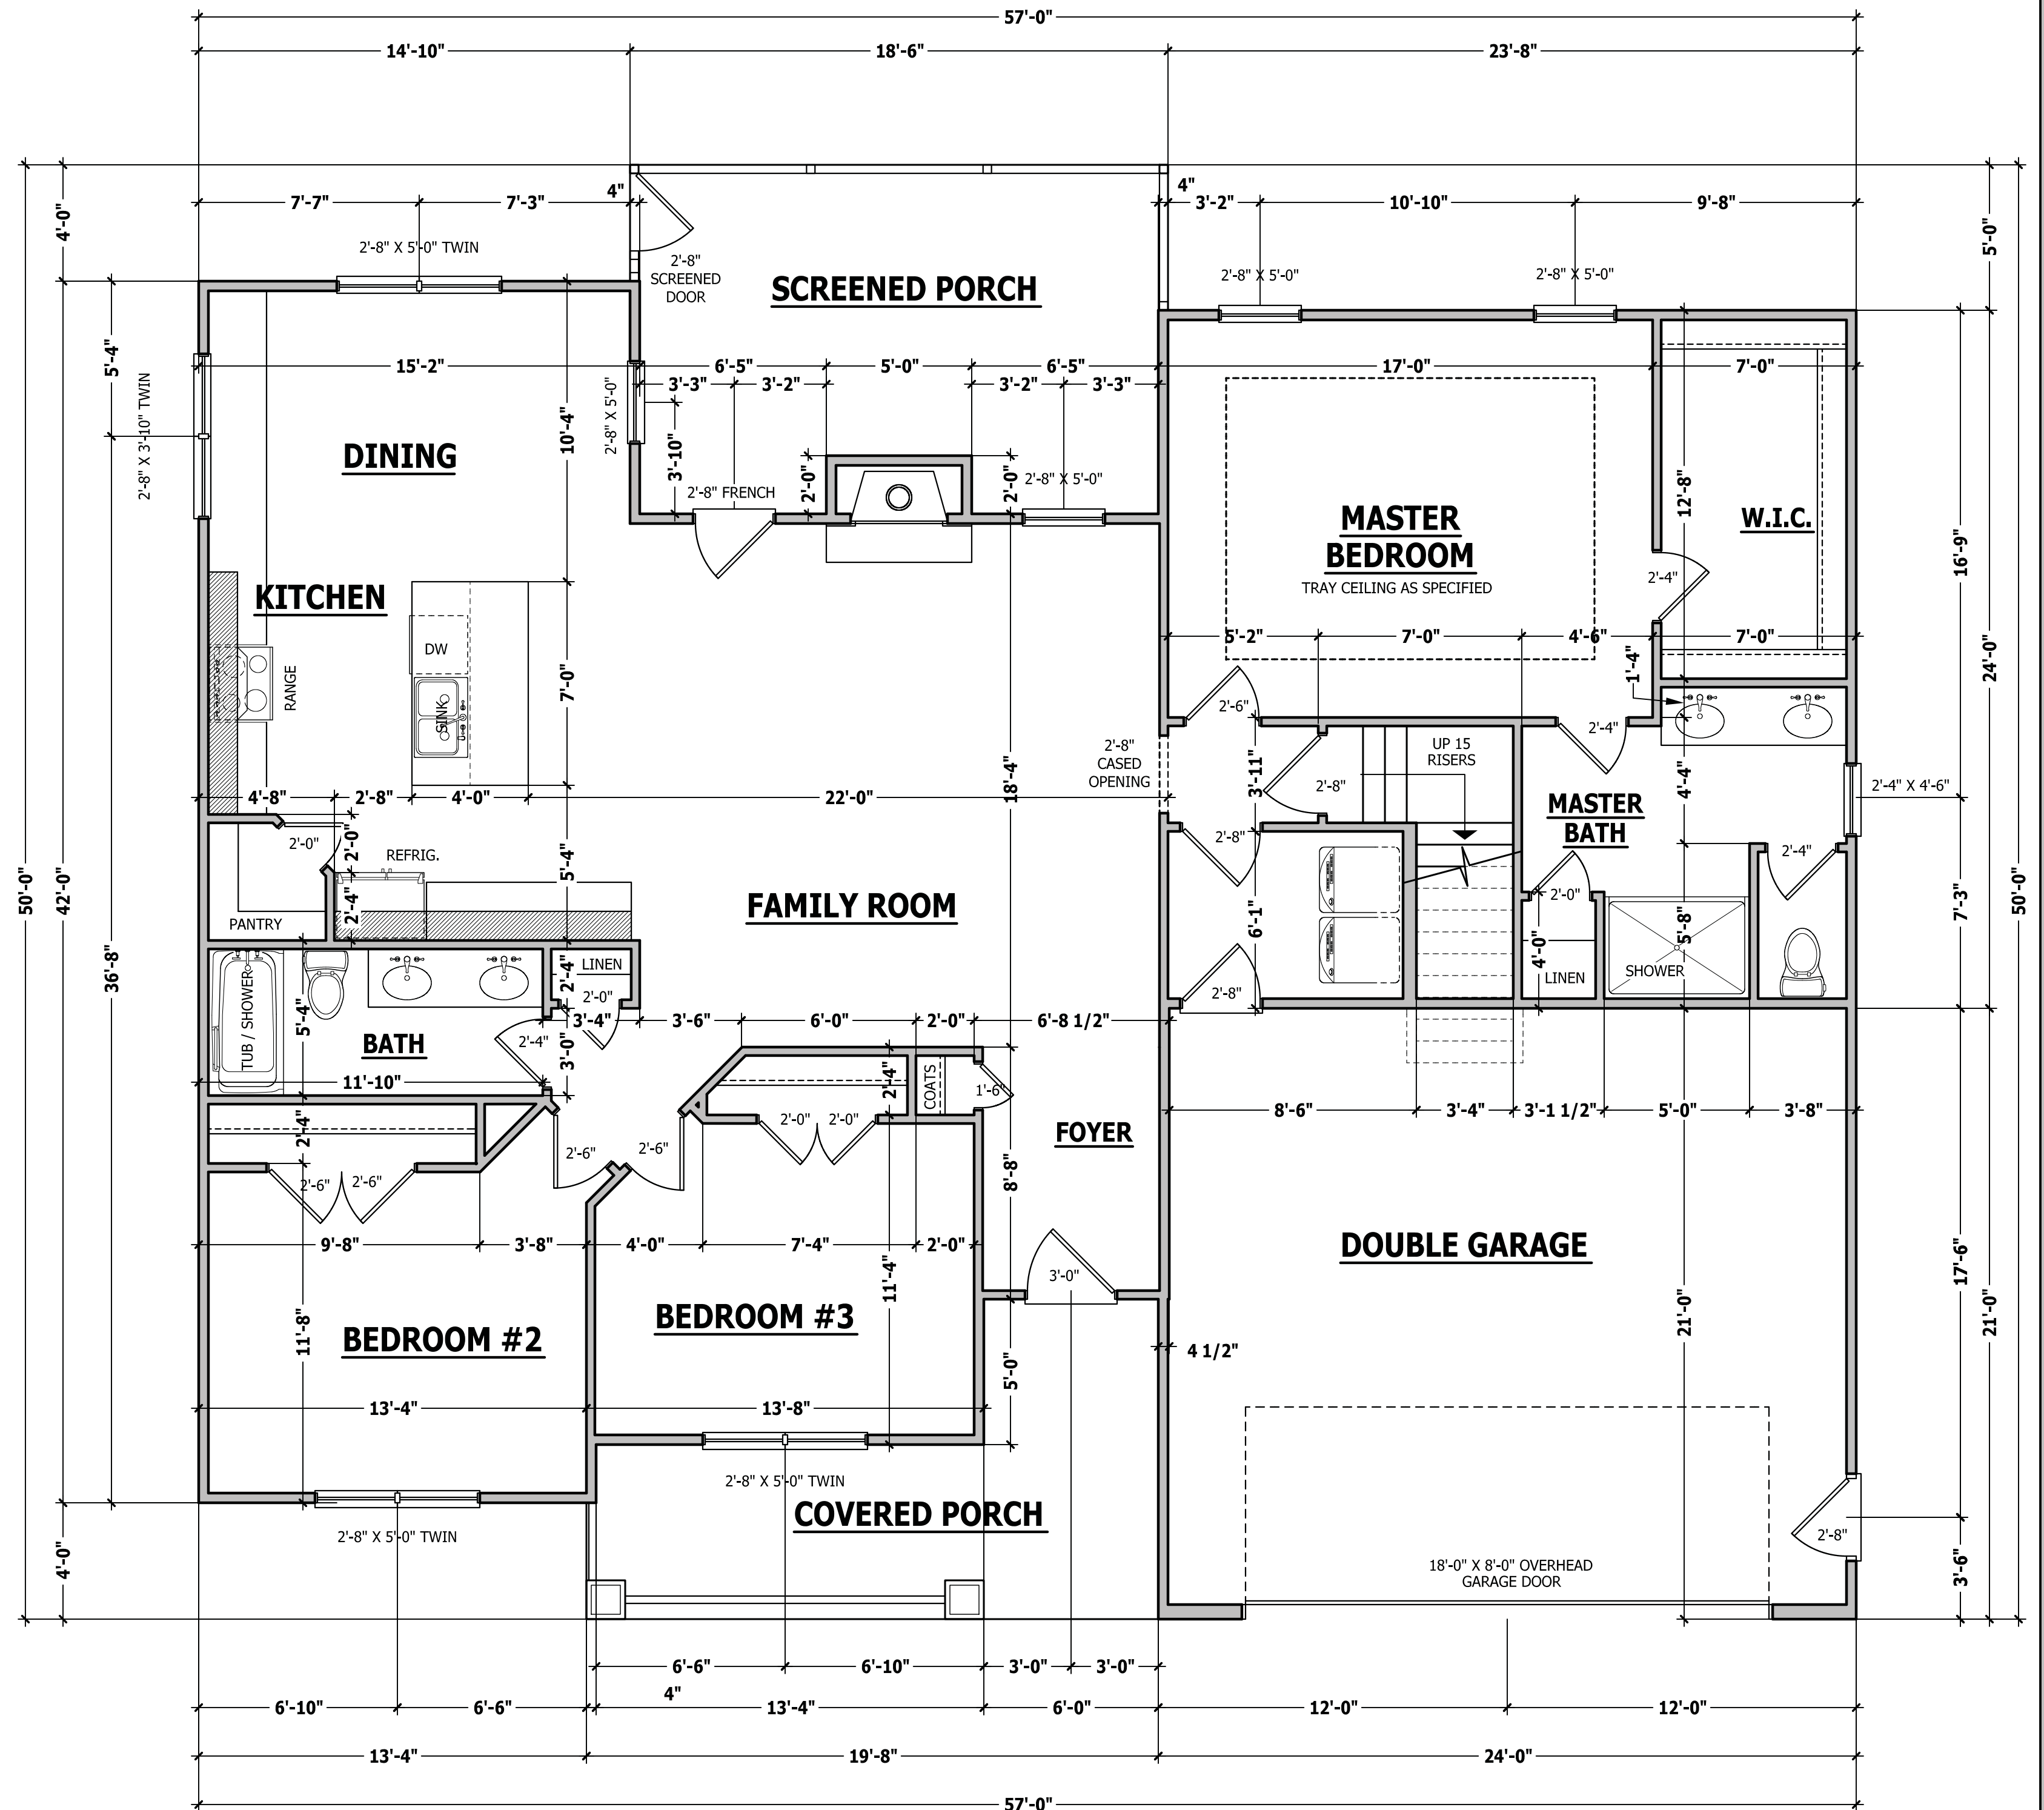 57'-0"
14'-10"
18'-6"
23'-8"
4"
4"
7'-7"
7'-3"
3'-2"
10'-10"
9'-8"
4'-0"
5'-0"
2'-8" X 5'-0" TWIN
2'-8"
SCREENED
DOOR
SCREENED PORCH
2'-8" X 5'-0"
2'-8" X 5'-0"
5'-4"
2'-8" X 3'-10" TWIN
15'-2"
6'-5"
5'-0"
6'-5"
17'-0"
7'-0"
3'-3"
3'-2"
3'-2"
3'-3"
2'-8" X 5'-0"
10'-4"
DINING
3'-10"
2'-0"
2'-0"
2'-8" FRENCH
2'-8" X 5'-0"
12'-8"
MASTER
BEDROOM
TRAY CEILING AS SPECIFIED
W.I.C.
16'-9"
2'-4"
KITCHEN
DW
SINK
RANGE
7'-0"
5'-2"
7'-0"
4'-6"
7'-0"
1'-4"
24'-0"
2'-6"
2'-4"
2'-8"
CASED
OPENING
UP 15
RISERS
3'-11"
2'-8"
18'-4"
4'-4"
2'-4" X 4'-6"
4'-8"
2'-8"
4'-0"
22'-0"
MASTER
BATH
2'-0"
2'-0"
REFRIG.
5'-4"
2'-8"
2'-4"
50'-0"
42'-0"
50'-0"
2'-4"
PANTRY
FAMILY ROOM
6'-1"
2'-0"
4'-0"
5'-8"
7'-3"
36'-8"
TUB / SHOWER
LINEN
2'-4"
2'-0"
LINEN
SHOWER
2'-8"
5'-4"
BATH
2'-4"
3'-4"
3'-6"
6'-0"
2'-0"
6'-8 1/2"
3'-0"
11'-10"
2'-4"
COATS
1'-6"
8'-6"
3'-4"
3'-1 1/2"
5'-0"
3'-8"
2'-4"
2'-0"
2'-0"
FOYER
2'-6"
2'-6"
2'-6"
2'-6"
8'-8"
9'-8"
3'-8"
4'-0"
7'-4"
2'-0"
DOUBLE GARAGE
3'-0"
11'-4"
17'-6"
BEDROOM #2
11'-8"
BEDROOM #3
21'-0"
21'-0"
4 1/2"
5'-0"
13'-4"
13'-8"
2'-8" X 5'-0" TWIN
COVERED PORCH
2'-8" X 5'-0" TWIN
2'-8"
4'-0"
18'-0" X 8'-0" OVERHEAD
GARAGE DOOR
3'-6"
6'-6"
6'-10"
3'-0"
3'-0"
4"
6'-10"
6'-6"
13'-4"
6'-0"
12'-0"
12'-0"
13'-4"
19'-8"
24'-0"
57'-0"